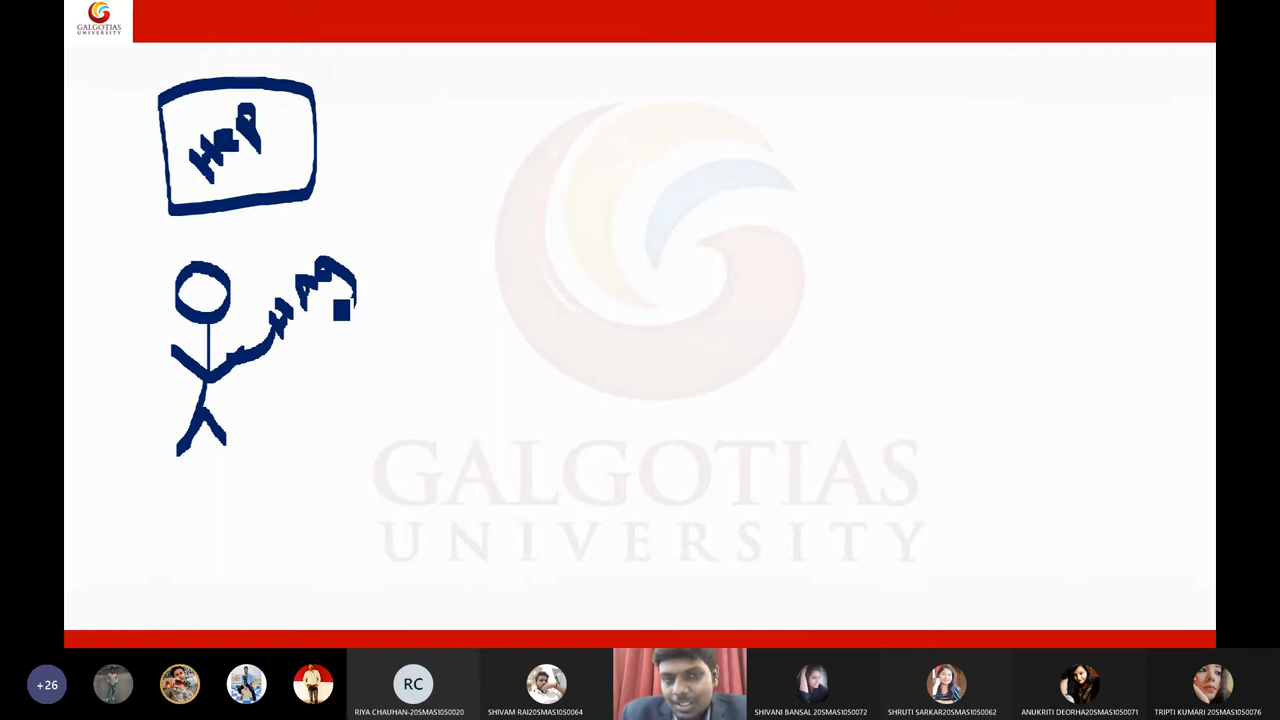 GALGOTIAS
UNIVERSITY
GALGOTIAS
UNIVERSITY
+26
RC
RIYA CHAUHAN-20SMAS1050020
SHIVAM RAI20SMAS1050064
SHIVANI BANSAL 20SMAS1050072
SHRUTI SARKAR20SMAS1050062
ANUKRITI DEORHA20SMAS1050071
TRIPTI KUMARI 20SMAS1050076